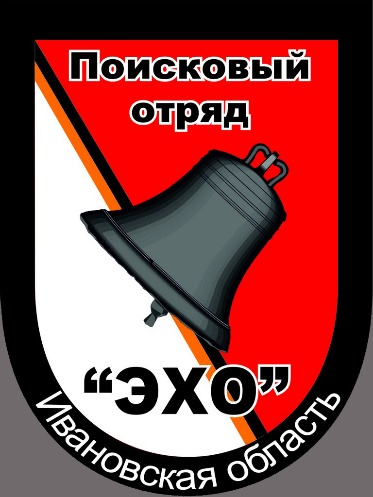 Поисковый
отряд
“ЭХО”
Ивановская область